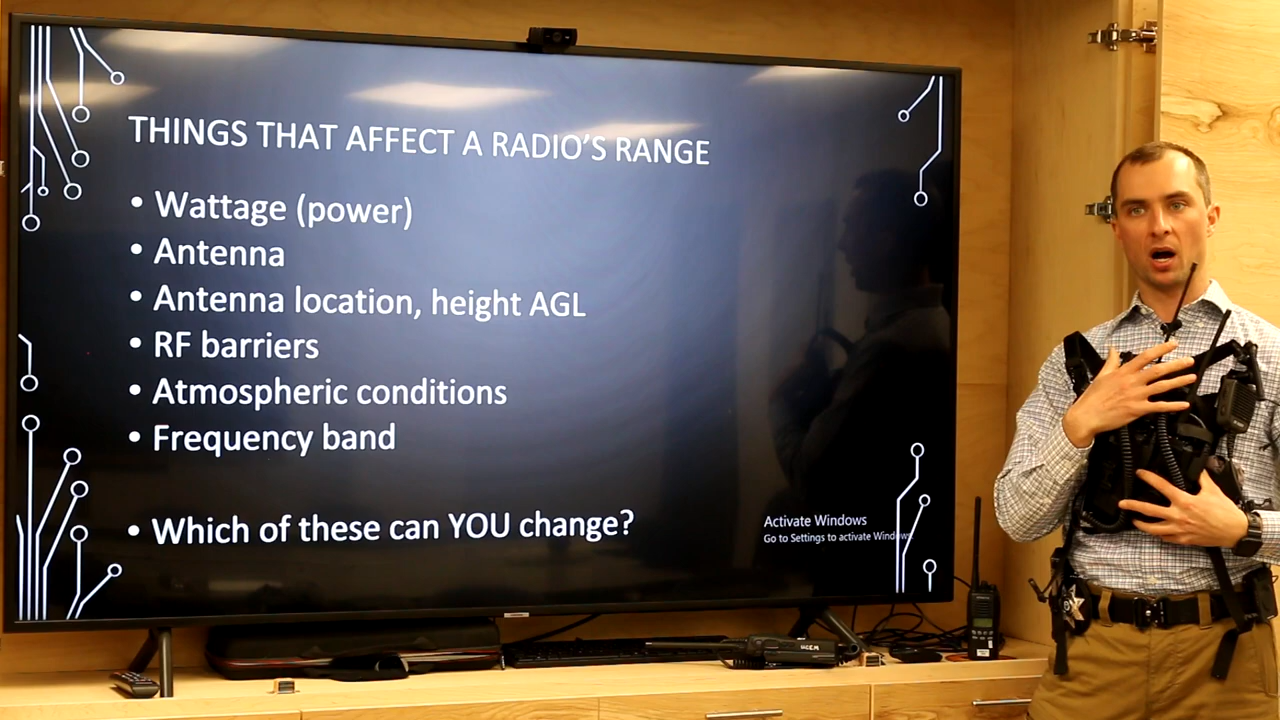 THINGS THAT AFFECT A RADIO'S RANGE
• Wattage (power)
• Antenna
• Antenna location, height AGL
• RF barriers
• Atmospheric conditions
• Frequency band
• Which of these can YOU change?
Activate Windows
Go to Settings to activate Windows.